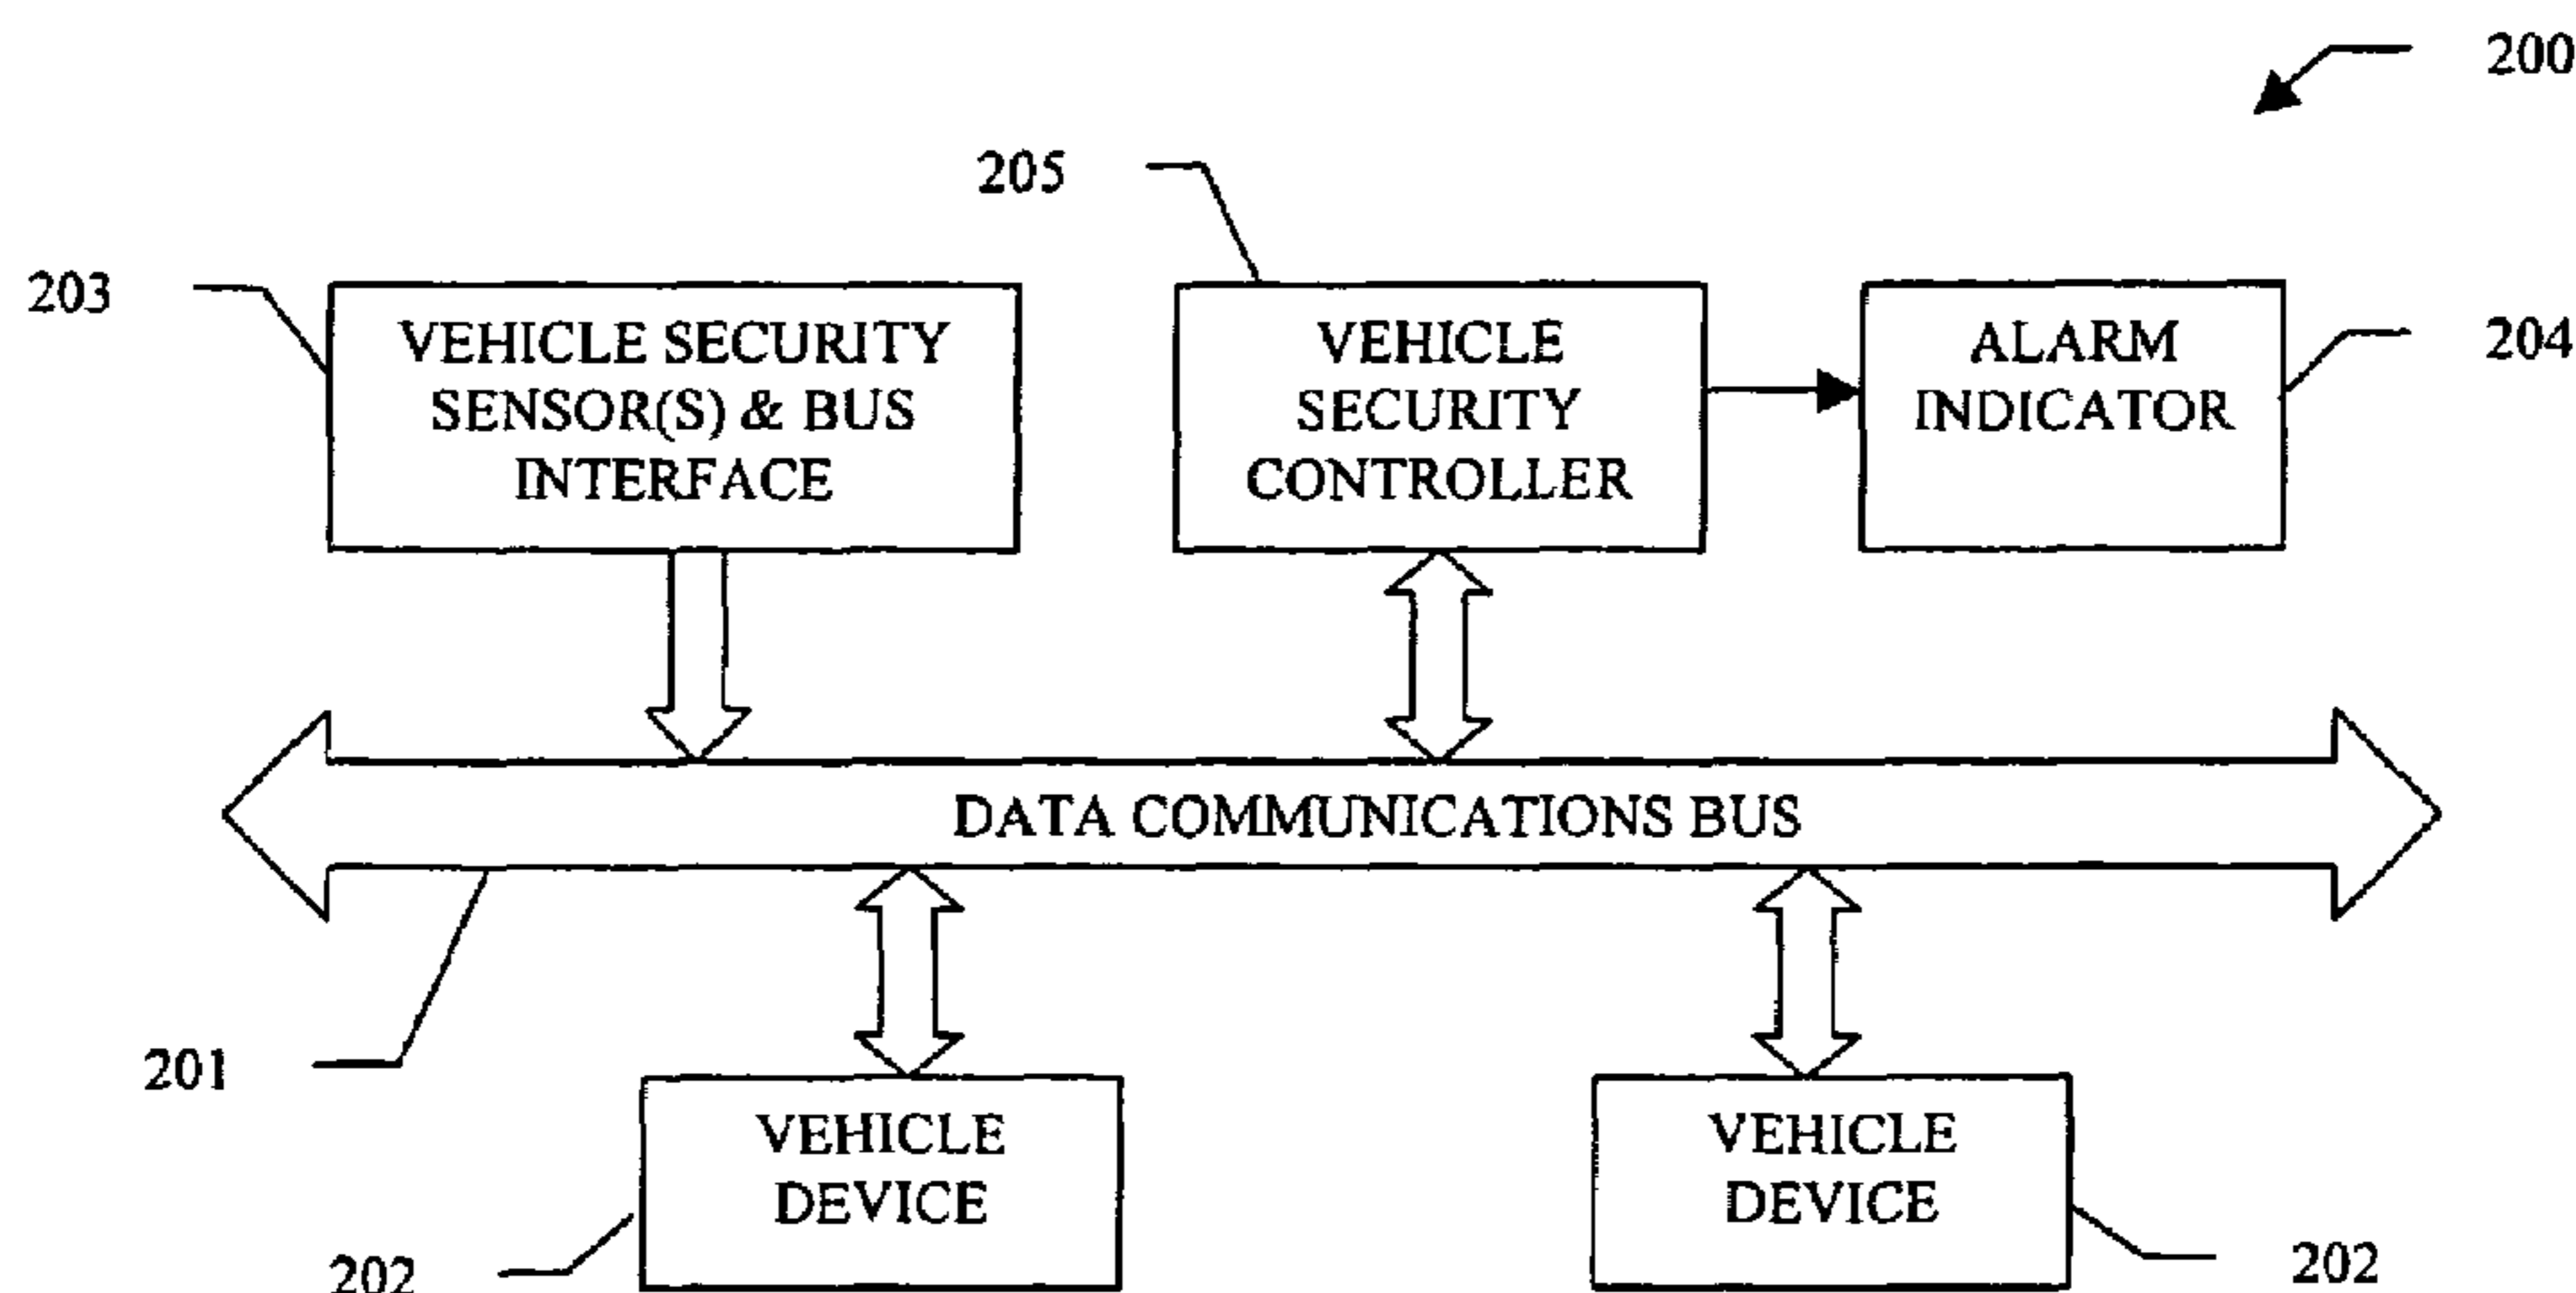 200
205
203
VEHICLE SECURITY
SENSOR(S) & BUS
INTERFACE
VEHICLE
SECURITY
CONTROLLER
ALARM
INDICATOR
204
DATA COMMUNICATIONS BUS
201
VEHICLE
DEVICE
VEHICLE
DEVICE
202
202